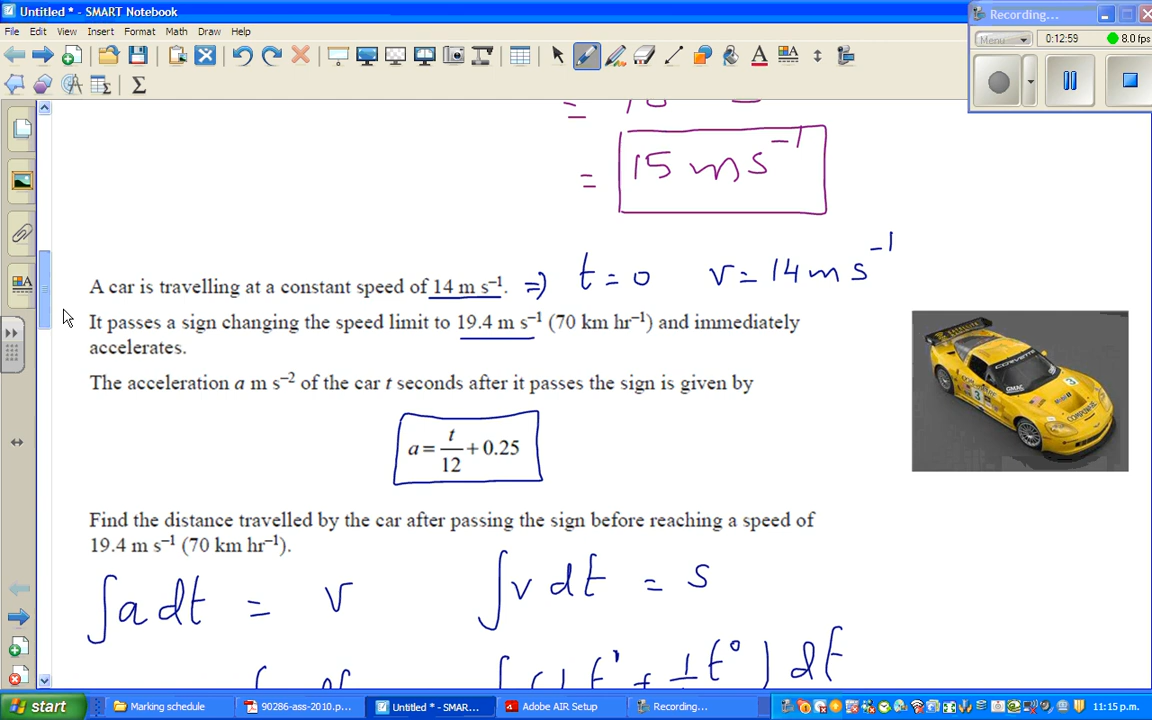 Untitled * - SMART Notebook
Recording...
File Edit View Insert Format Math Draw Help
Menu
0:12:59
8.0 fps
=
=
15 m s⁻¹
A car is travelling at a constant speed of 14 m s⁻¹. ⇒ t = 0 v = 14 m s⁻¹
It passes a sign changing the speed limit to 19.4 m s⁻¹ (70 km hr⁻¹) and immediately
accelerates.
The acceleration a m s⁻² of the car t seconds after it passes the sign is given by
a = t/12 + 0.25
Find the distance travelled by the car after passing the sign before reaching a speed of
19.4 m s⁻¹ (70 km hr⁻¹).
∫ a dt = v ∫ v dt = s
t¹ + t⁰ ) dt
start Marking schedule 90286-ass-2010.p... Untitled * - SMAR... Adobe AIR Setup Recording... 11:15 p.m.